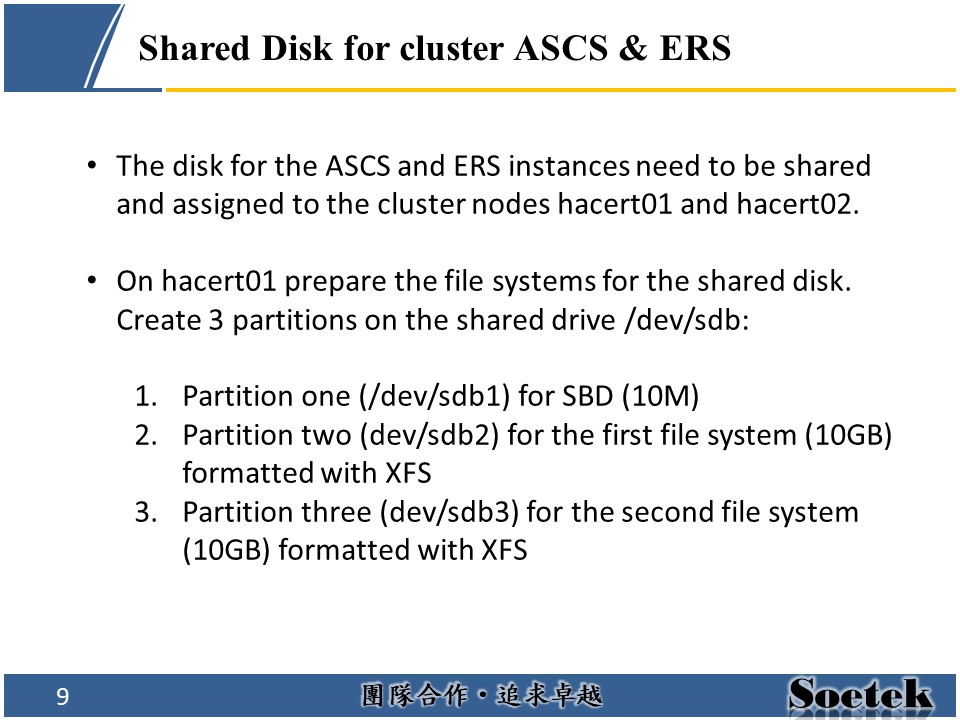 Shared Disk for cluster ASCS & ERS
• The disk for the ASCS and ERS instances need to be shared
and assigned to the cluster nodes hacert01 and hacert02.
• On hacert01 prepare the file systems for the shared disk.
Create 3 partitions on the shared drive /dev/sdb:
1. Partition one (/dev/sdb1) for SBD (10M)
2. Partition two (dev/sdb2) for the first file system (10GB)
formatted with XFS
3. Partition three (dev/sdb3) for the second file system
(10GB) formatted with XFS
9
團隊合作·追求卓越
Soetek